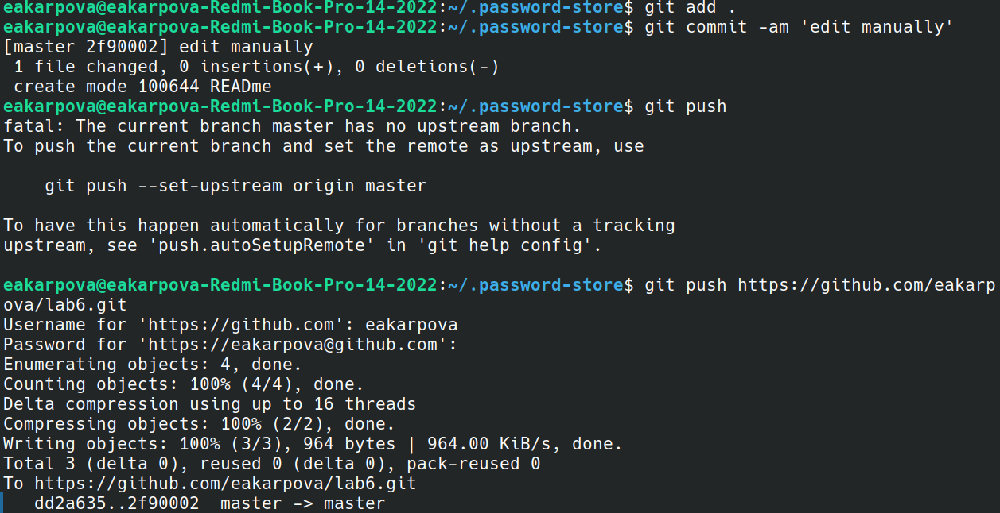 eakarpova@eakarpova-Redmi-Book-Pro-14-2022:~/.password-store$ git add .
eakarpova@eakarpova-Redmi-Book-Pro-14-2022:~/.password-store$ git commit -am 'edit manually'
[master 2f90002] edit manually
 1 file changed, 0 insertions(+), 0 deletions(-)
 create mode 100644 READme
eakarpova@eakarpova-Redmi-Book-Pro-14-2022:~/.password-store$ git push
fatal: The current branch master has no upstream branch.
To push the current branch and set the remote as upstream, use

    git push --set-upstream origin master

To have this happen automatically for branches without a tracking
upstream, see 'push.autoSetupRemote' in 'git help config'.

eakarpova@eakarpova-Redmi-Book-Pro-14-2022:~/.password-store$ git push https://github.com/eakarp
ova/lab6.git
Username for 'https://github.com': eakarpova
Password for 'https://eakarpova@github.com':
Enumerating objects: 4, done.
Counting objects: 100% (4/4), done.
Delta compression using up to 16 threads
Compressing objects: 100% (2/2), done.
Writing objects: 100% (3/3), 964 bytes | 964.00 KiB/s, done.
Total 3 (delta 0), reused 0 (delta 0), pack-reused 0
To https://github.com/eakarpova/lab6.git
   dd2a635..2f90002  master -> master